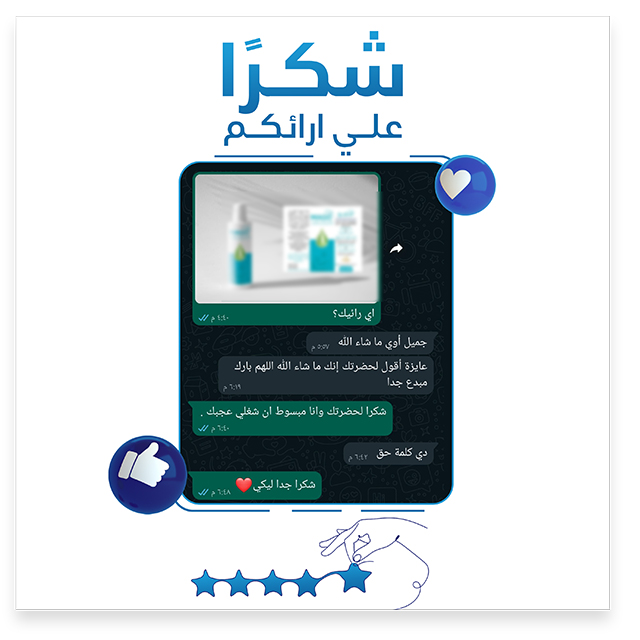 شكرًا
علي ارائكم
اي رائيك؟
٤:٤٠ م
جميل أوي ما شاء الله
٥:٥٧ م
عايزة أقول لحضرتك إنك ما شاء الله اللهم بارك
مبدع جدا
٦:١٩ م
شكرا لحضرتك وانا مبسوط ان شغلي عجبك .
٦:٤٠ م
دي كلمة حق
٦:٤٢ م
شكرا جدا ليكي❤️
٦:٤٨ م